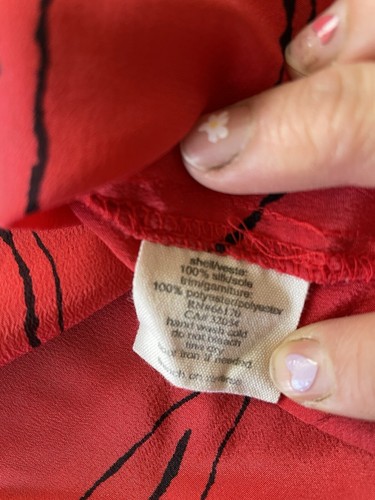 shell/veste:
100% silk/soie
trim/garniture:
100% polyester/polyester
RN#66170
CA# 32054
hand wash cold
do not bleach
line dry
cool iron if needed